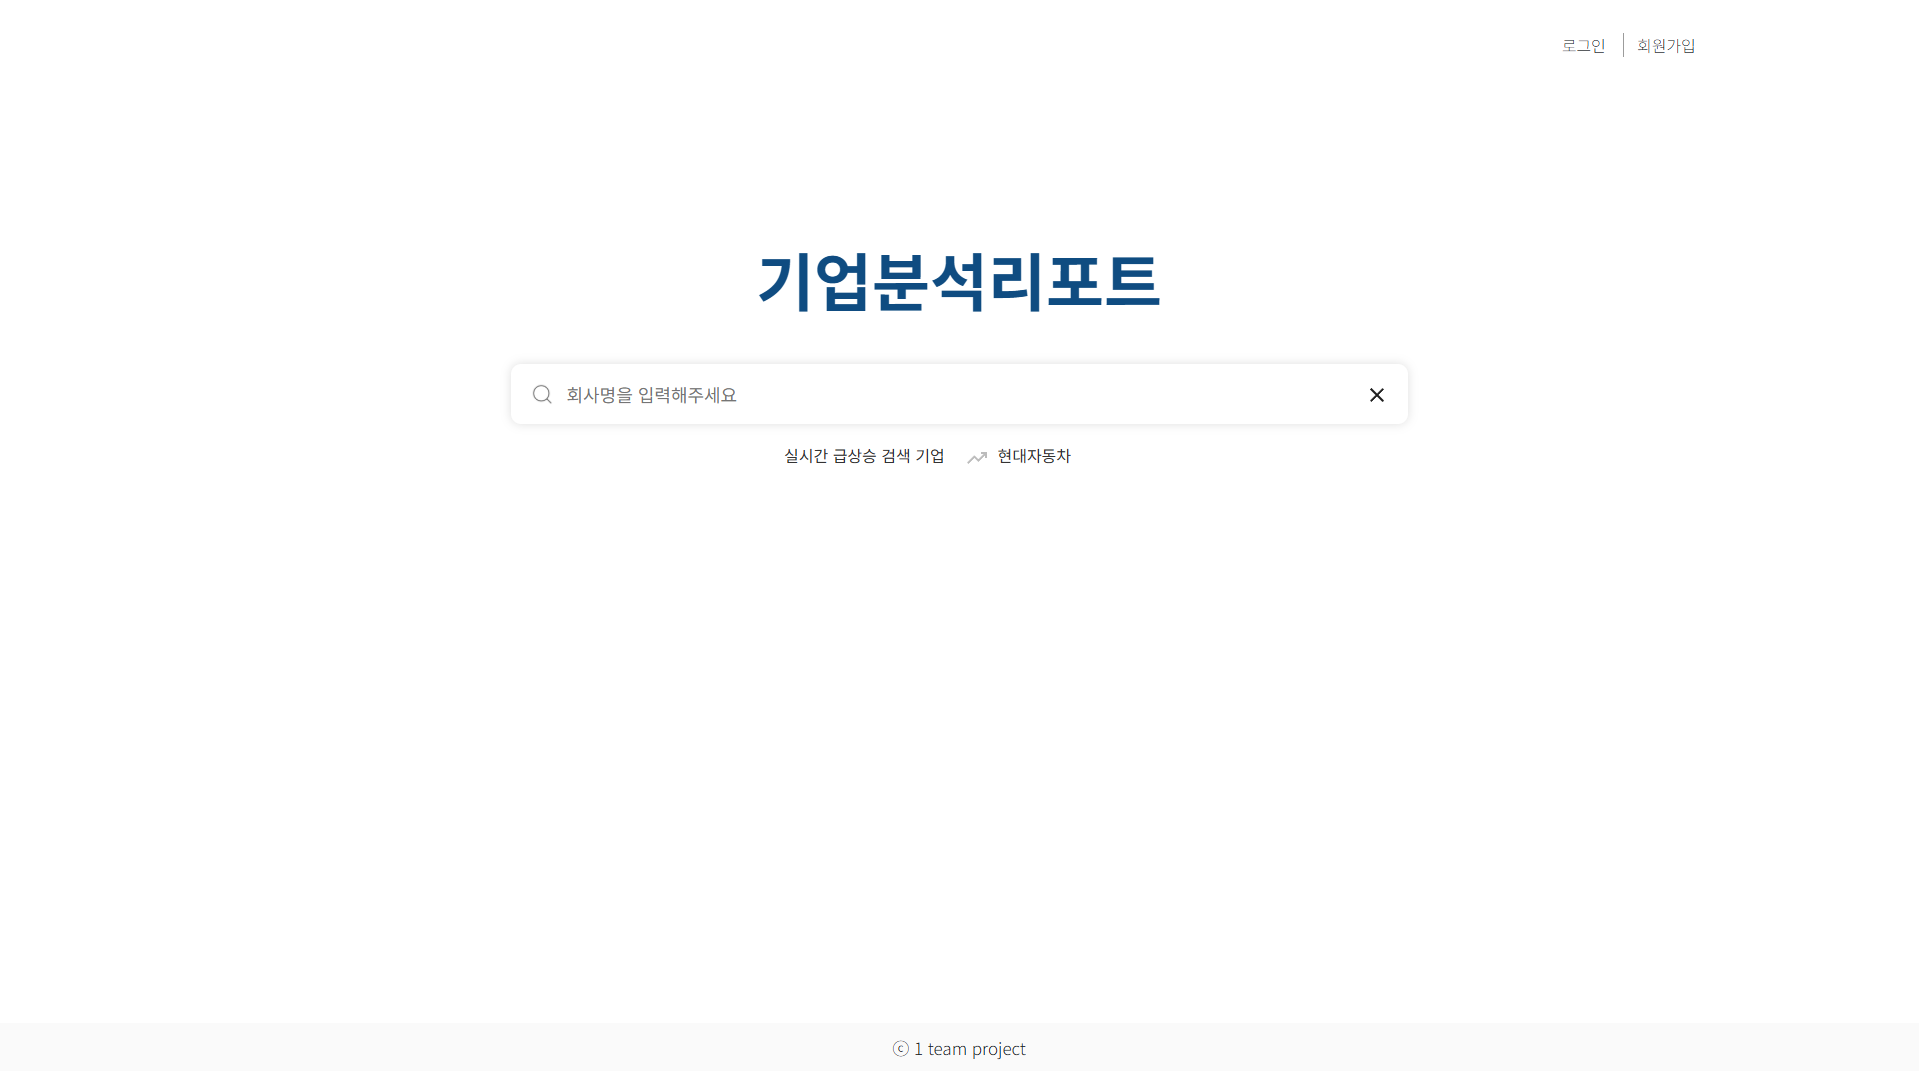 로그인 회원가입
기업분석리포트
회사명을 입력해주세요
실시간 급상승 검색 기업 현대자동차
ⓒ 1 team project